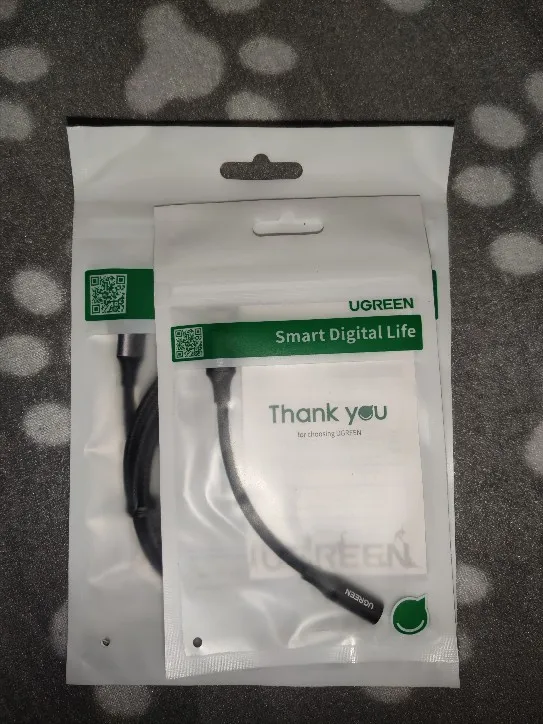 UGREEN
Smart Digital Life
Thank you
for choosing UGREEN
UGREEN
UGREEN